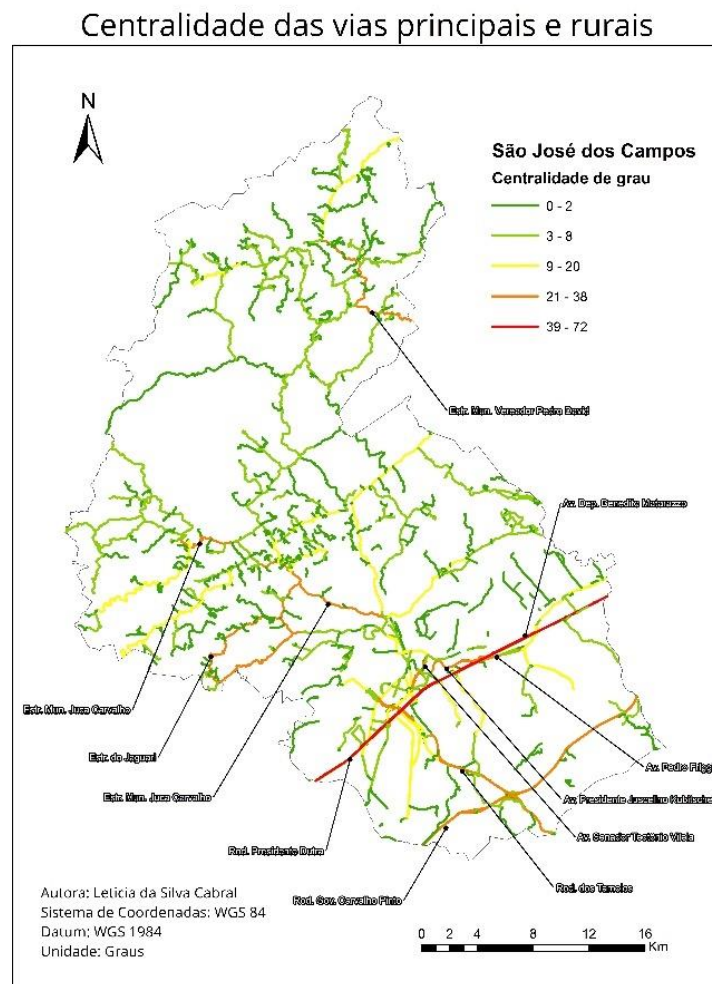 Centralidade das vias principais e rurais
N
São José dos Campos
Centralidade de grau
0 - 2
3 - 8
9 - 20
21 - 38
39 - 72
Estr. Mun. Vereador Pedro David
Av. Dep. Benedito Matarazzo
Estr. Mun. Juca Carvalho
Estr. do Jaguari
Av. Pedro Friggi
Estr. Mun. Juca Carvalho
Av. Presidente Juscelino Kubitschek
Av. Senador Teotônio Vilela
Rod. Presidente Dutra
Rod. dos Tamoios
Rod. Gov. Carvalho Pinto
Autora: Leticia da Silva Cabral
Sistema de Coordenadas: WGS 84
Datum: WGS 1984
Unidade: Graus
0 2 4 8 12 16
Km